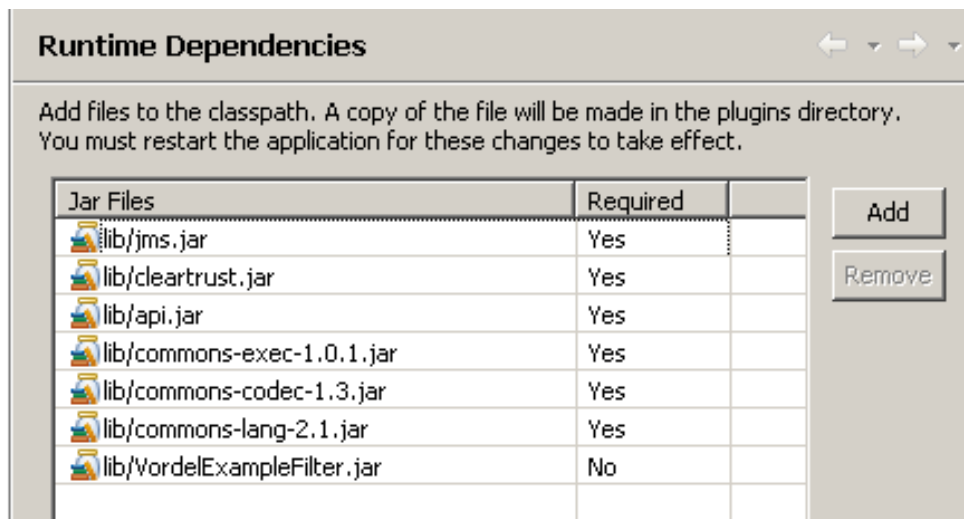 Runtime Dependencies
Add files to the classpath. A copy of the file will be made in the plugins directory.
You must restart the application for these changes to take effect.
Jar Files Required
lib/jms.jar Yes
lib/cleartrust.jar Yes
lib/api.jar Yes
lib/commons-exec-1.0.1.jar Yes
lib/commons-codec-1.3.jar Yes
lib/commons-lang-2.1.jar Yes
lib/VordelExampleFilter.jar No
Add
Remove